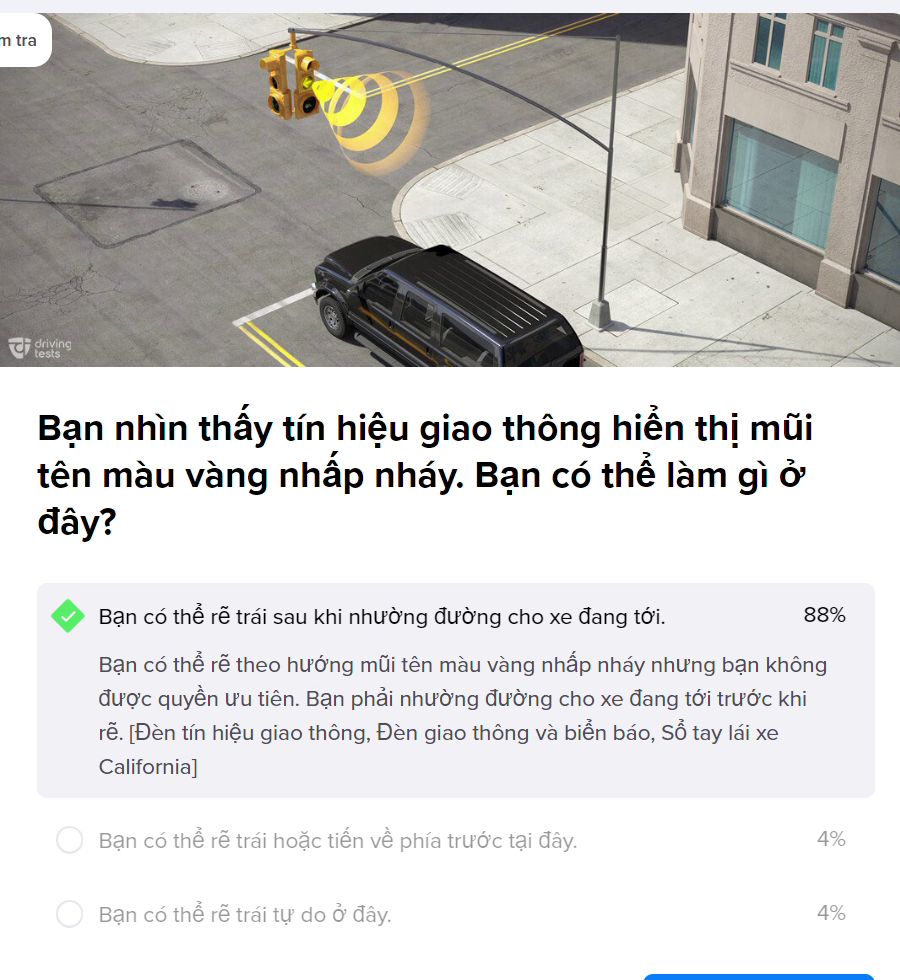 m tra
driving
tests
Bạn nhìn thấy tín hiệu giao thông hiển thị mũi
tên màu vàng nhấp nháy. Bạn có thể làm gì ở
đây?
Bạn có thể rẽ trái sau khi nhường đường cho xe đang tới.
88%
Bạn có thể rẽ theo hướng mũi tên màu vàng nhấp nháy nhưng bạn không
được quyền ưu tiên. Bạn phải nhường đường cho xe đang tới trước khi
rẽ. [Đèn tín hiệu giao thông, Đèn giao thông và biển báo, Sổ tay lái xe
California]
Bạn có thể rẽ trái hoặc tiến về phía trước tại đây.
4%
Bạn có thể rẽ trái tự do ở đây.
4%